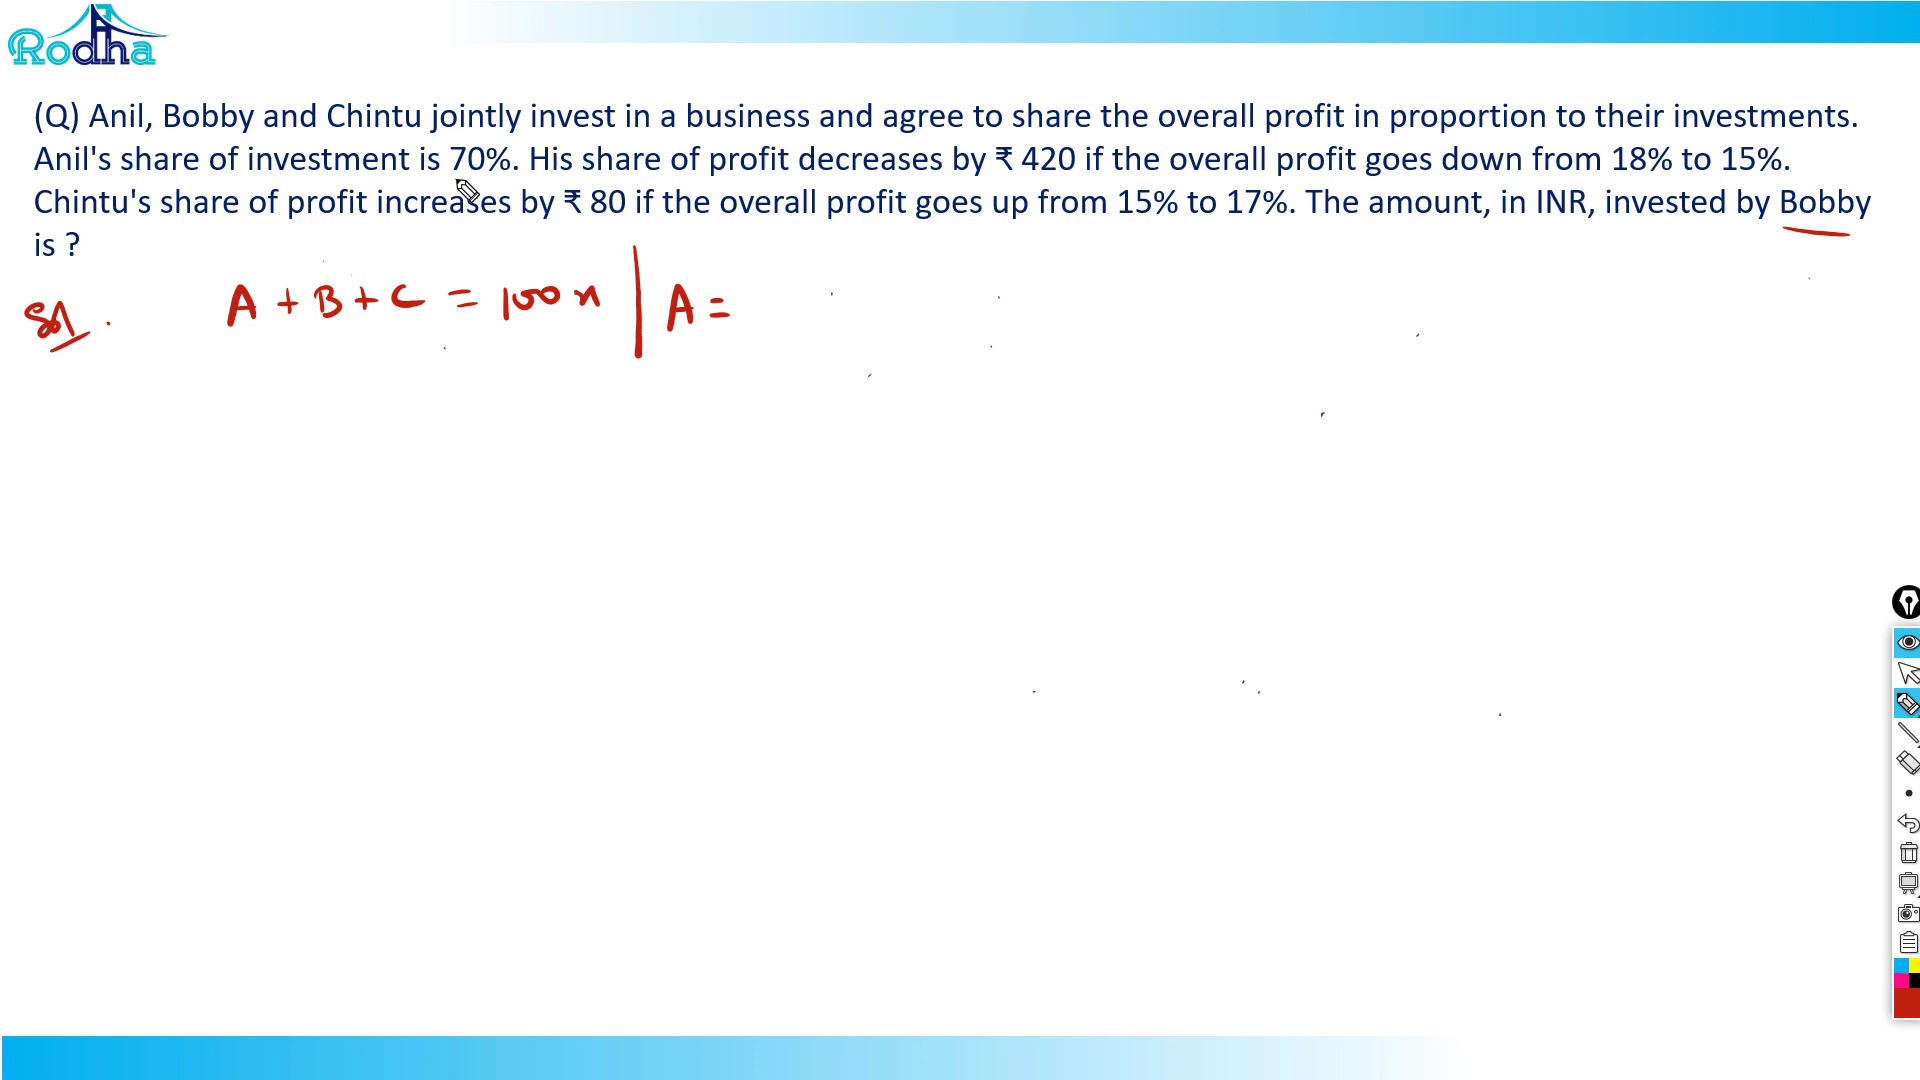 Rodha
(Q) Anil, Bobby and Chintu jointly invest in a business and agree to share the overall profit in proportion to their investments.
Anil's share of investment is 70%. His share of profit decreases by ₹ 420 if the overall profit goes down from 18% to 15%.
Chintu's share of profit increases by ₹ 80 if the overall profit goes up from 15% to 17%. The amount, in INR, invested by Bobby
is ?
Sol. A + B + C = 100x | A =